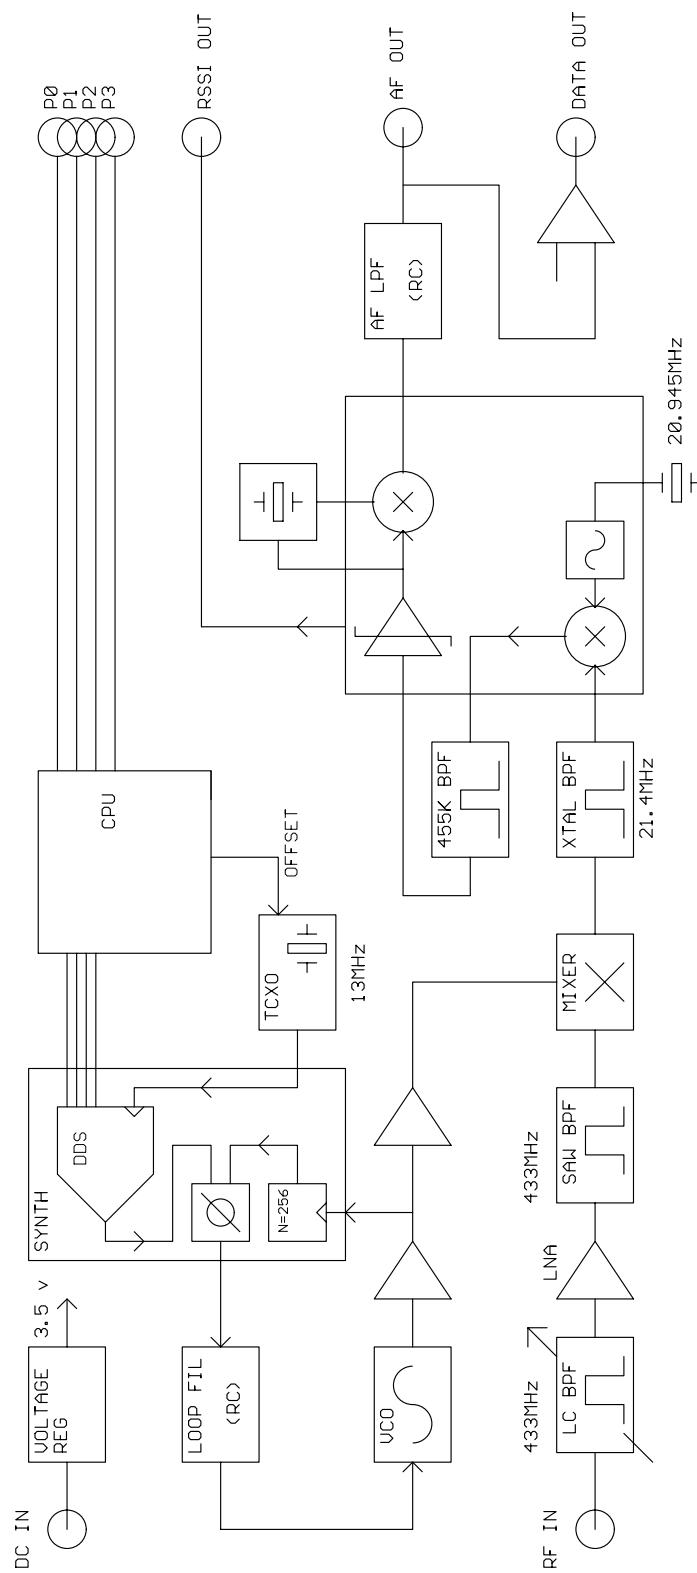 DC IN
VOLTAGE
REG
3.5 V
SYNTH
DDS
N=256
CPU
P0
P1
P2
P3
RSSI OUT
OFFSET
TCXO
13MHz
LOOP FIL
(RC)
VCO
455K BPF
AF LPF
(RC)
AF OUT
RF IN
433MHz
LC BPF
LNA
433MHz
SAW BPF
MIXER
XTAL BPF
21.4MHz
20.945MHz
DATA OUT